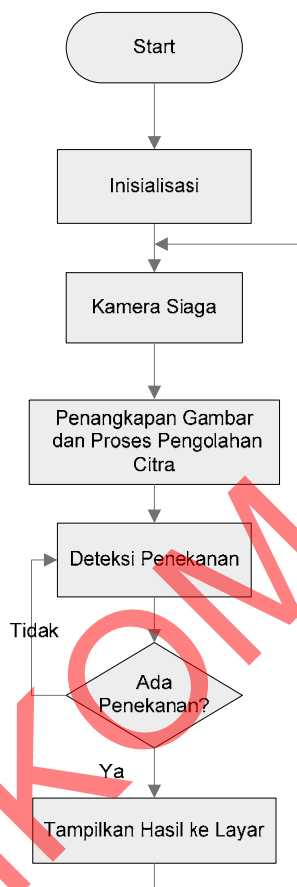 Start
Inisialisasi
Kamera Siaga
Penangkapan Gambar
dan Proses Pengolahan
Citra
Deteksi Penekanan
Tidak
Ada
Penekanan?
Ya
Tampilkan Hasil ke Layar
KOM